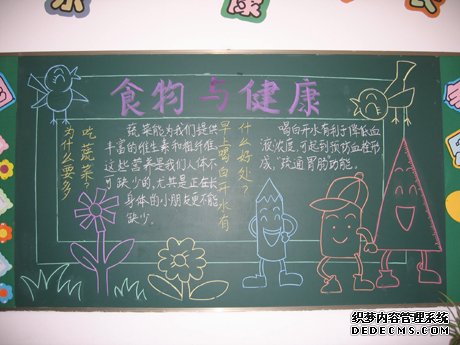 食物与健康
为什么要多
吃蔬菜?
蔬菜能为我们提供
丰富的维生素和粗纤维,
这些营养是我们人体不
可缺少的,尤其是正在长
身体的小朋友更不能
缺少。
早上喝白开水有
什么好处?
喝白开水有利于降低血
液浓度,可起到预防血栓形
成,疏通胃肠功能。
织梦内容管理系统
DEDECMS.COM